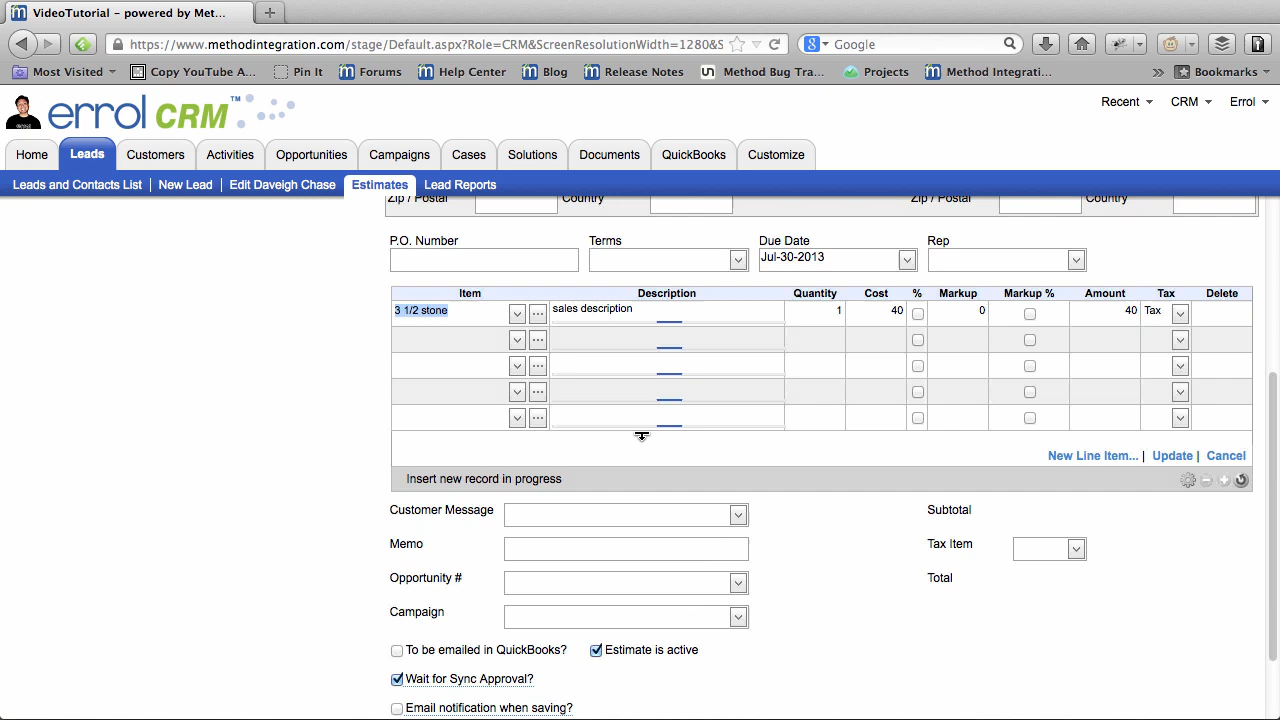 VideoTutorial – powered by Met...
https://www.methodintegration.com/stage/Default.aspx?Role=CRM&ScreenResolutionWidth=1280&S
Google
Most Visited
Copy YouTube A...
Pin It
Forums
Help Center
Blog
Release Notes
Method Bug Tra...
Projects
Method Integrati...
Bookmarks
errol CRM™
Recent
CRM
Errol
Home
Leads
Customers
Activities
Opportunities
Campaigns
Cases
Solutions
Documents
QuickBooks
Customize
Leads and Contacts List
New Lead
Edit Daveigh Chase
Estimates
Lead Reports
Zip / Postal
Country
Zip / Postal
Country
P.O. Number
Terms
Due Date
Rep
Jul-30-2013
Item
Description
Quantity
Cost
%
Markup
Markup %
Amount
Tax
Delete
3 1/2 stone
sales description
1
40
0
40
Tax
New Line Item... | Update | Cancel
Insert new record in progress
Customer Message
Subtotal
Memo
Tax Item
Opportunity #
Total
Campaign
To be emailed in QuickBooks?
Estimate is active
Wait for Sync Approval?
Email notification when saving?